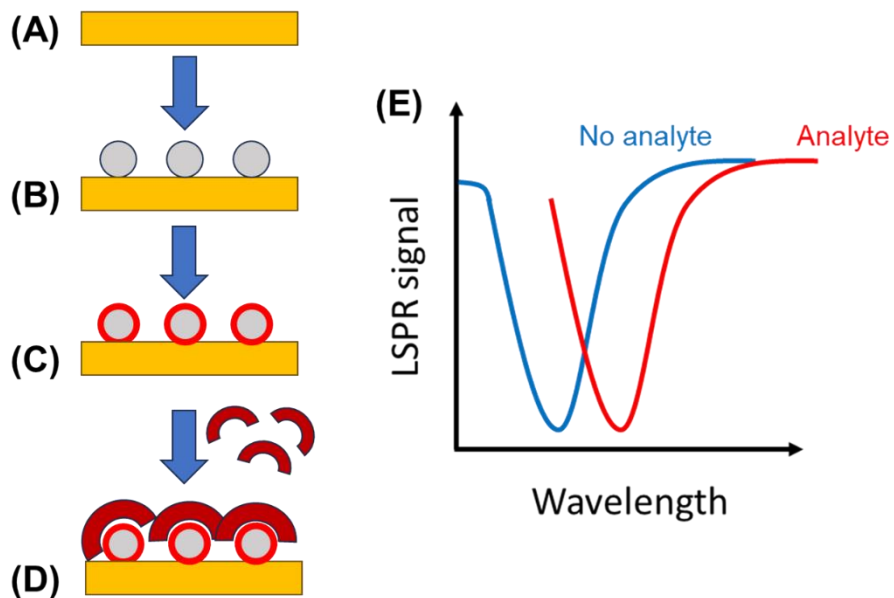 (A)
(B)
(C)
(D)
(E)
No analyte
Analyte
LSPR signal
Wavelength